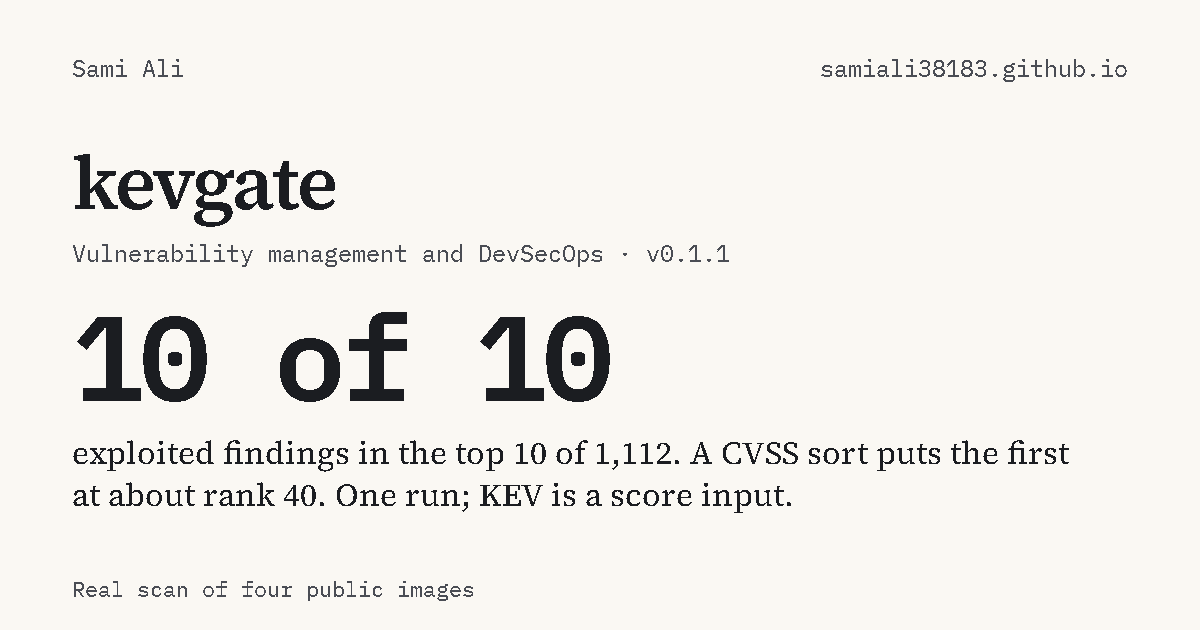 Sami Ali
samiali38183.github.io
kevgate
Vulnerability management and DevSecOps · v0.1.1
10 of 10
exploited findings in the top 10 of 1,112. A CVSS sort puts the first
at about rank 40. One run; KEV is a score input.
Real scan of four public images